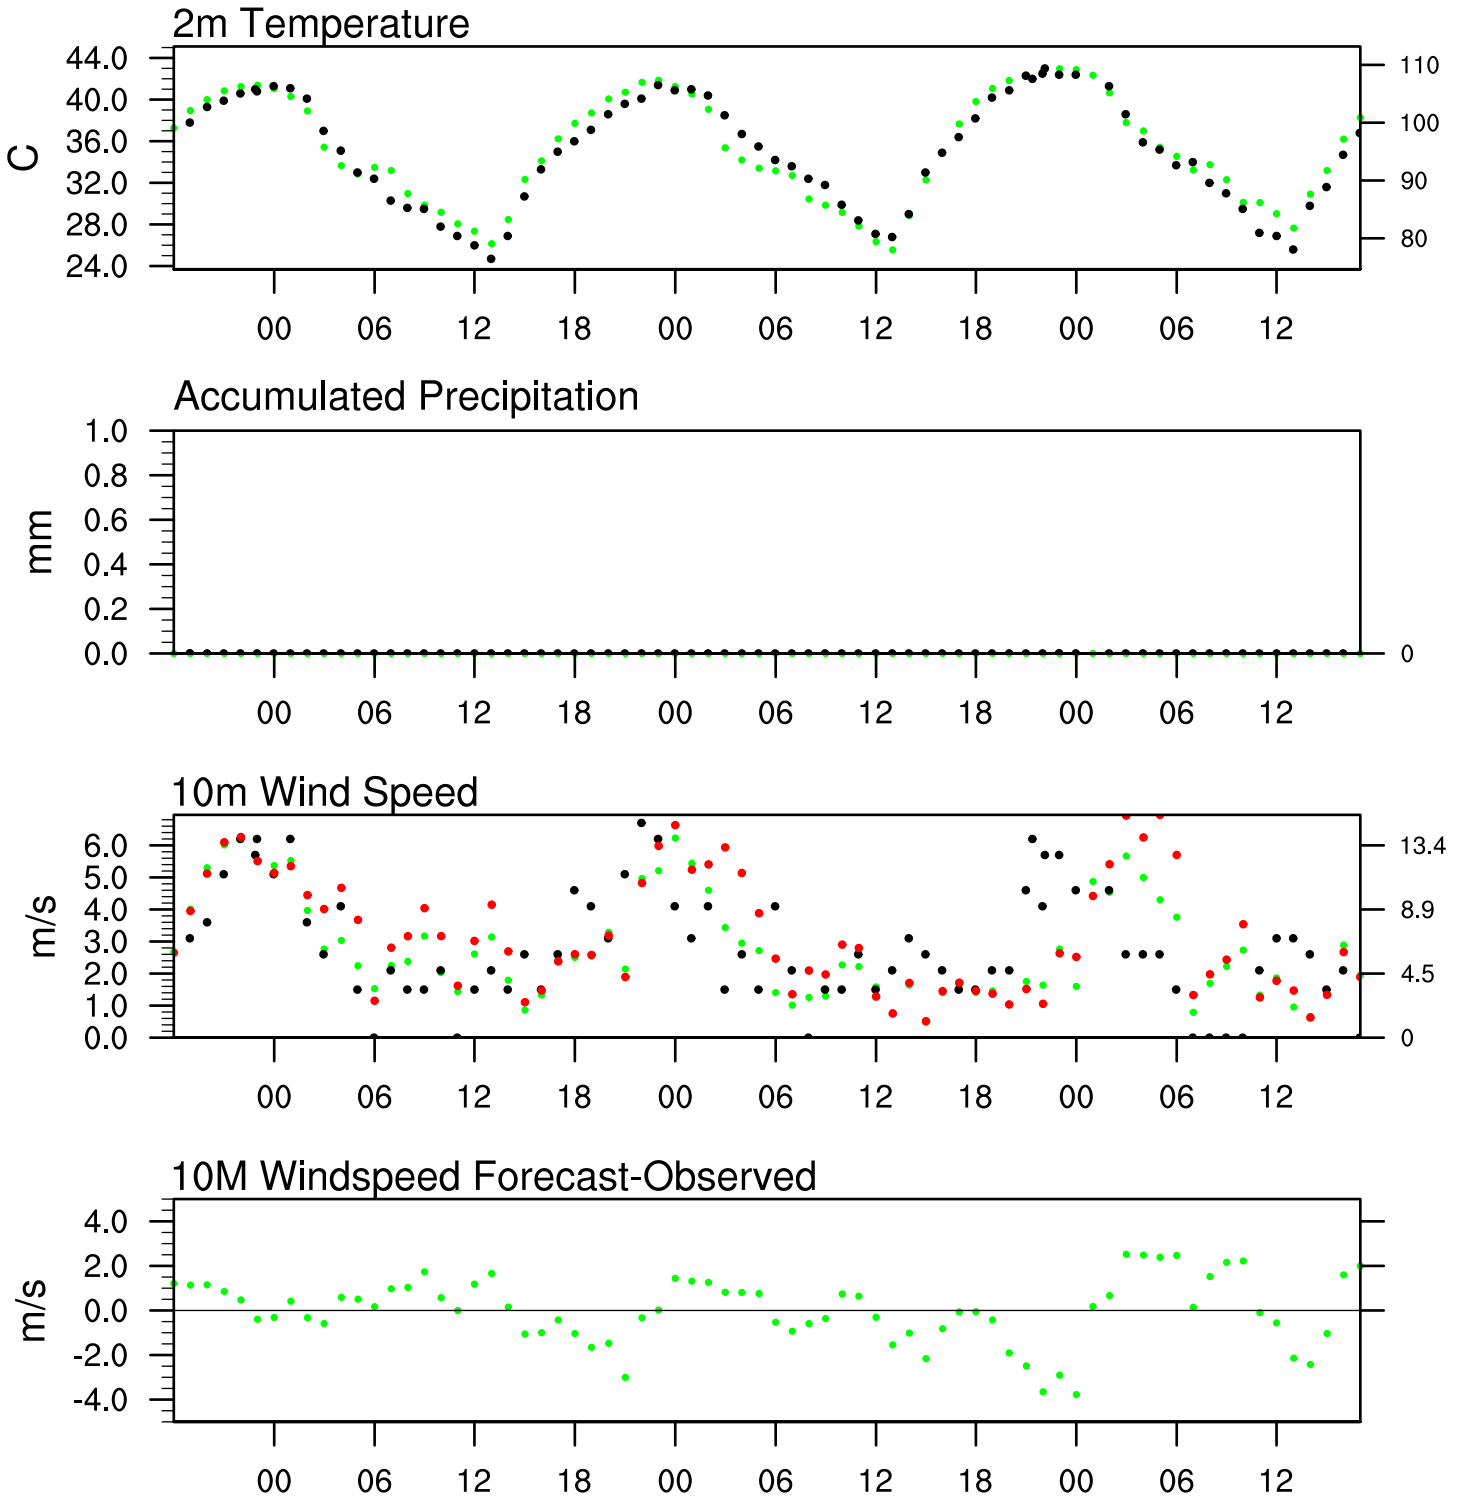 2m Temperature
44.0
40.0
36.0
32.0
28.0
24.0
C
110
100
90
80
00 06 12 18 00 06 12 18 00 06 12
Accumulated Precipitation
1.0
0.8
0.6
0.4
0.2
0.0
mm
0
00 06 12 18 00 06 12 18 00 06 12
10m Wind Speed
6.0
5.0
4.0
3.0
2.0
1.0
0.0
m/s
13.4
8.9
4.5
0
00 06 12 18 00 06 12 18 00 06 12
10M Windspeed Forecast-Observed
4.0
2.0
0.0
-2.0
-4.0
m/s
00 06 12 18 00 06 12 18 00 06 12